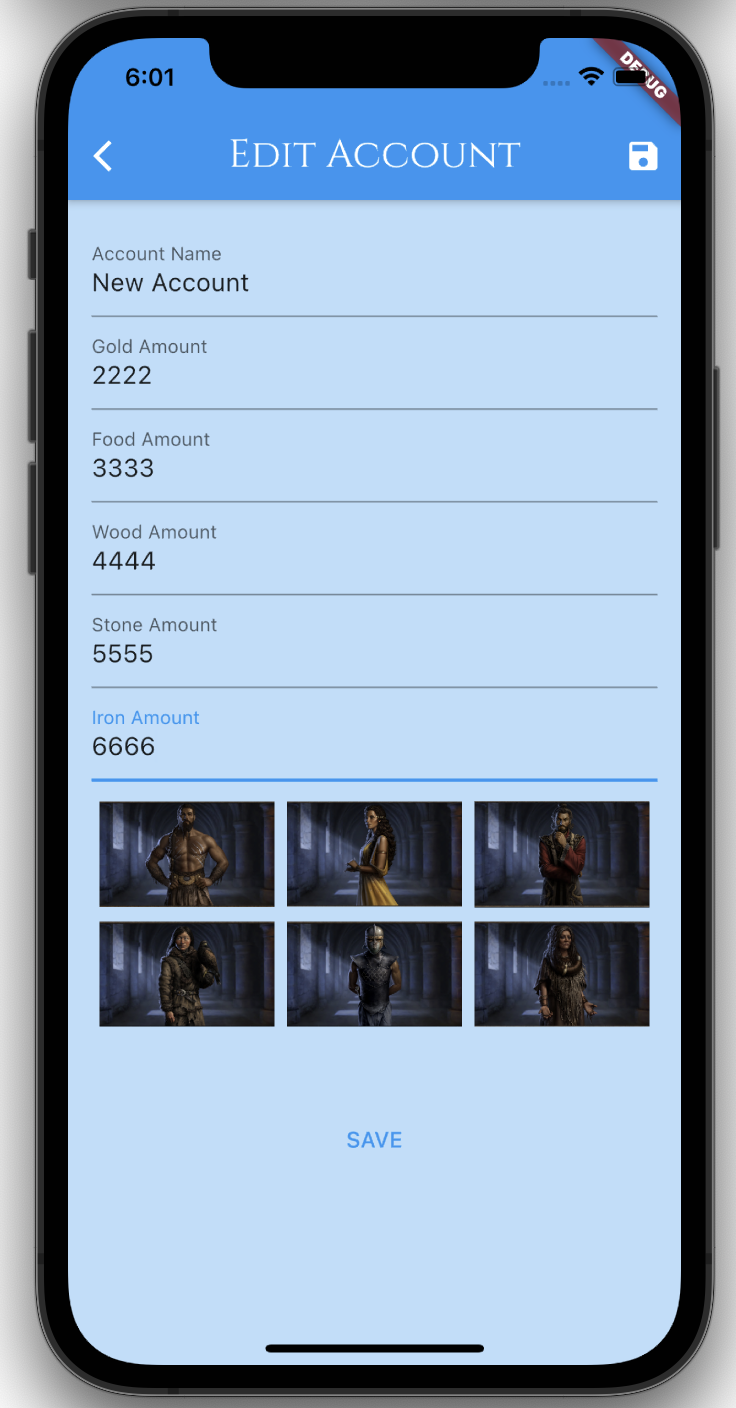 6:01
DEBUG
Edit Account
Account Name
New Account
Gold Amount
2222
Food Amount
3333
Wood Amount
4444
Stone Amount
5555
Iron Amount
6666
SAVE